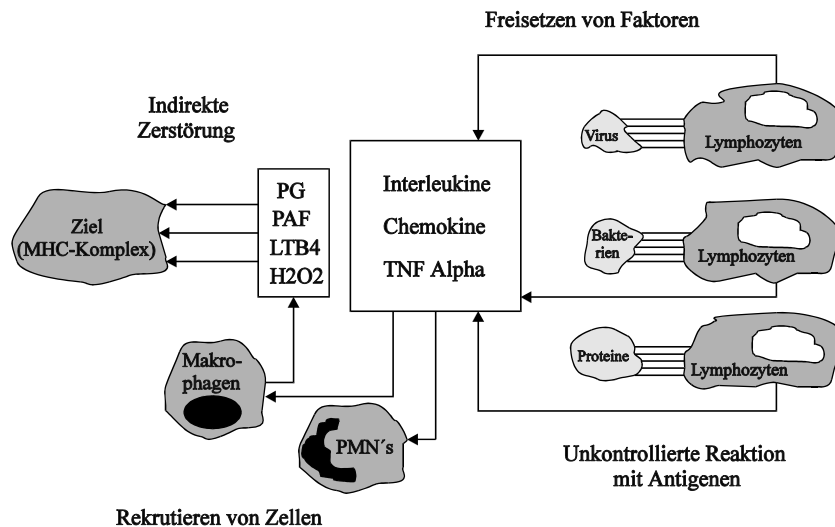 Freisetzen von Faktoren
Indirekte
Zerstörung
Virus
Lymphozyten
Interleukine
Chemokine
TNF Alpha
PG
PAF
LTB4
H2O2
Ziel
(MHC-Komplex)
Bakte-
rien
Lymphozyten
Proteine
Lymphozyten
Makro-
phagen
PMN´s
Unkontrollierte Reaktion
mit Antigenen
Rekrutieren von Zellen